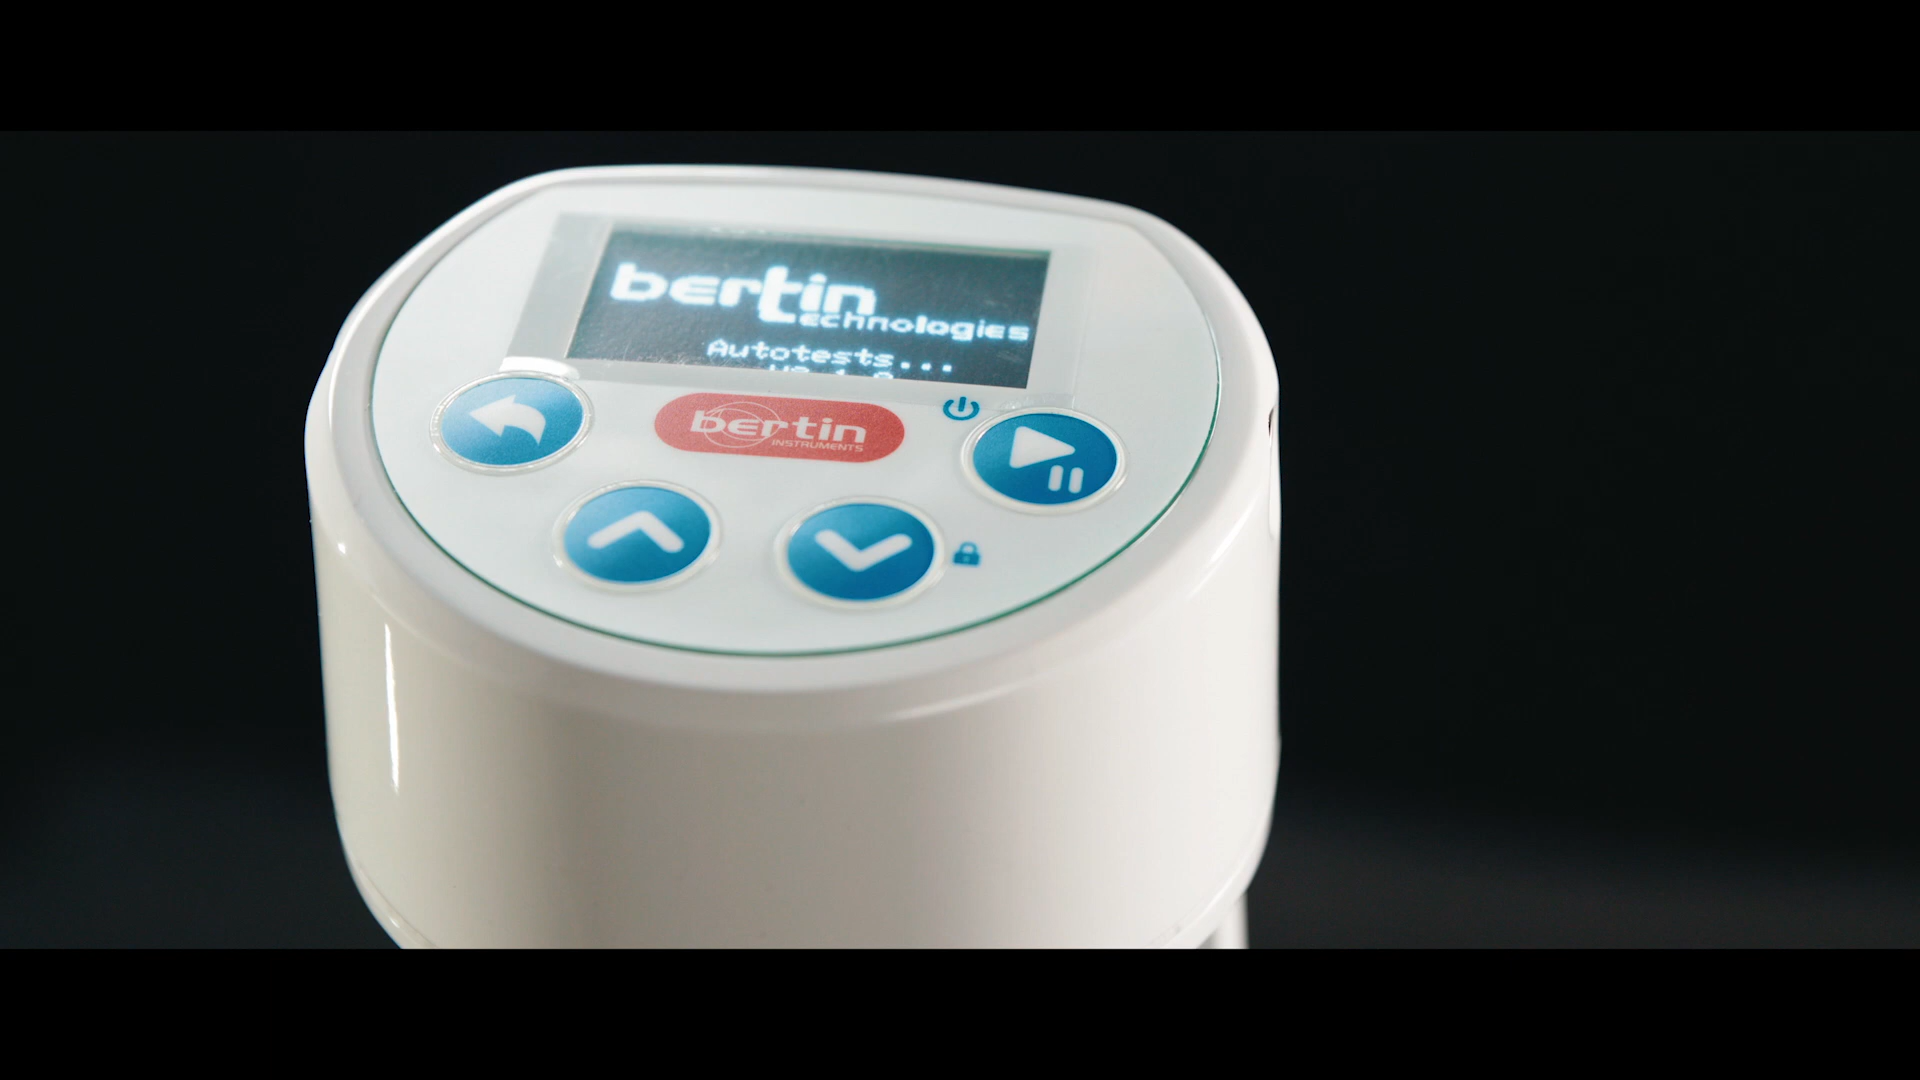 bertin
technologies
Autotests...
bertin
INSTRUMENTS